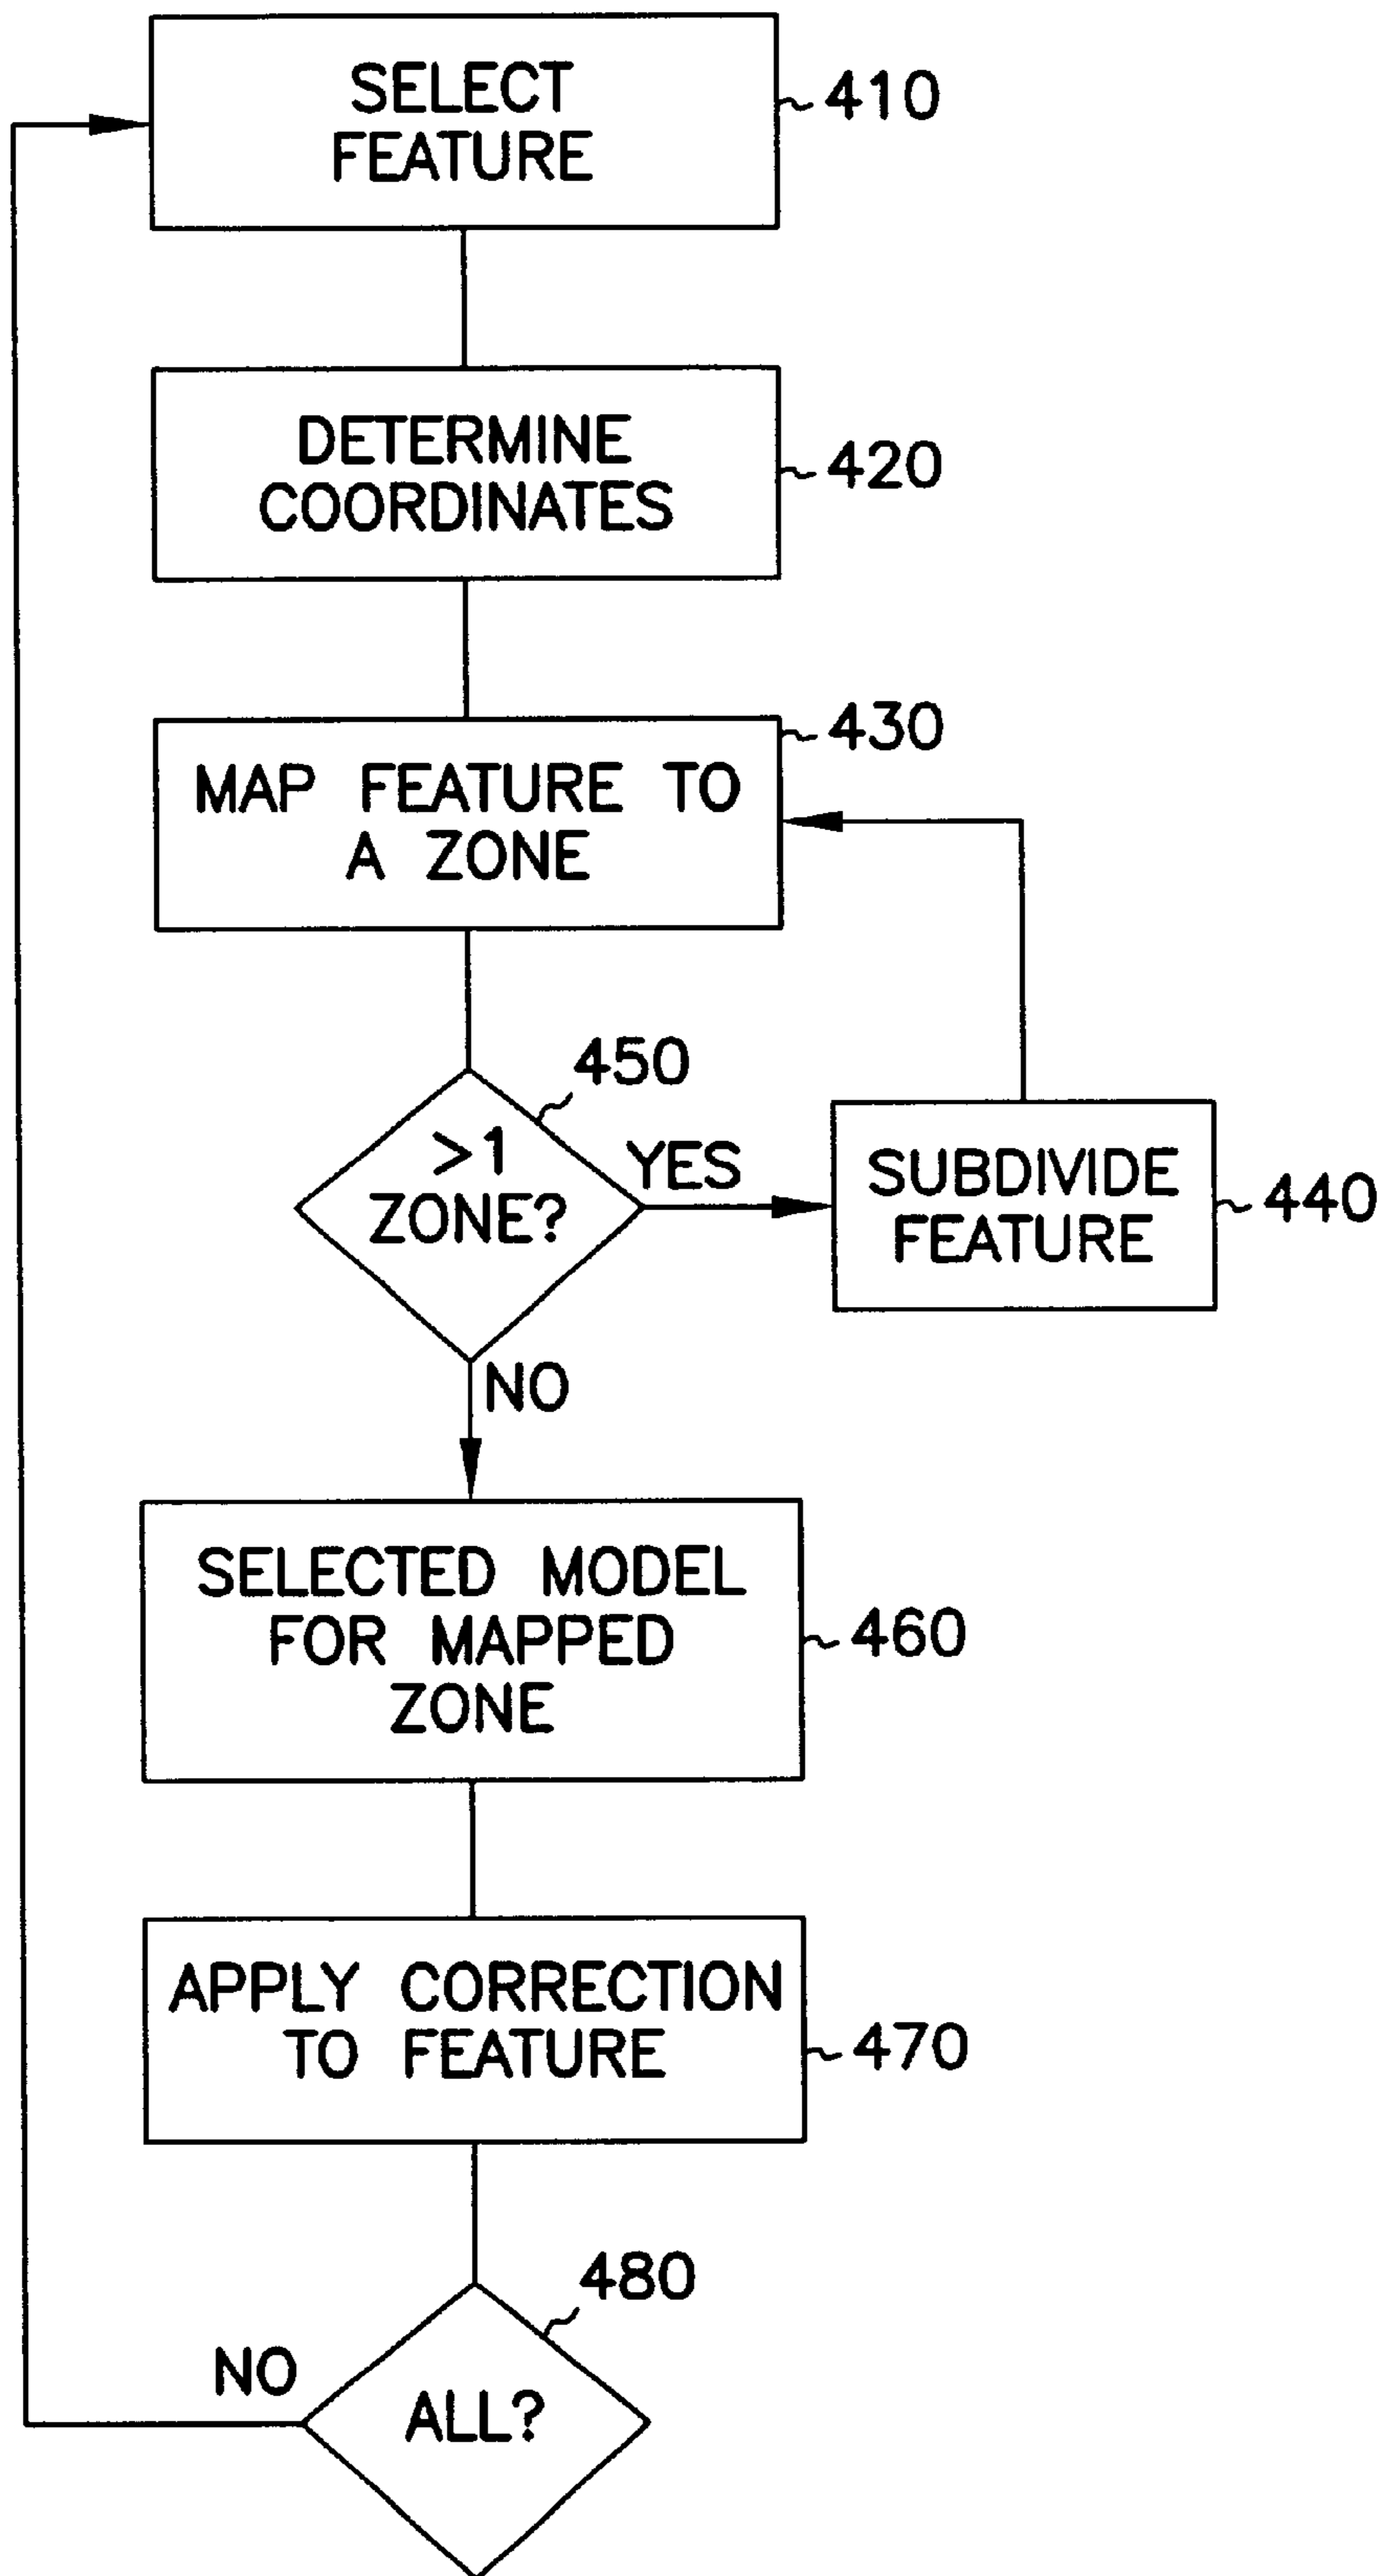 SELECT
FEATURE
410
DETERMINE
COORDINATES
420
430
MAP FEATURE TO
A ZONE
450
>1
ZONE?
YES
SUBDIVIDE
FEATURE
440
NO
SELECTED MODEL
FOR MAPPED
ZONE
460
APPLY CORRECTION
TO FEATURE
470
480
NO
ALL?